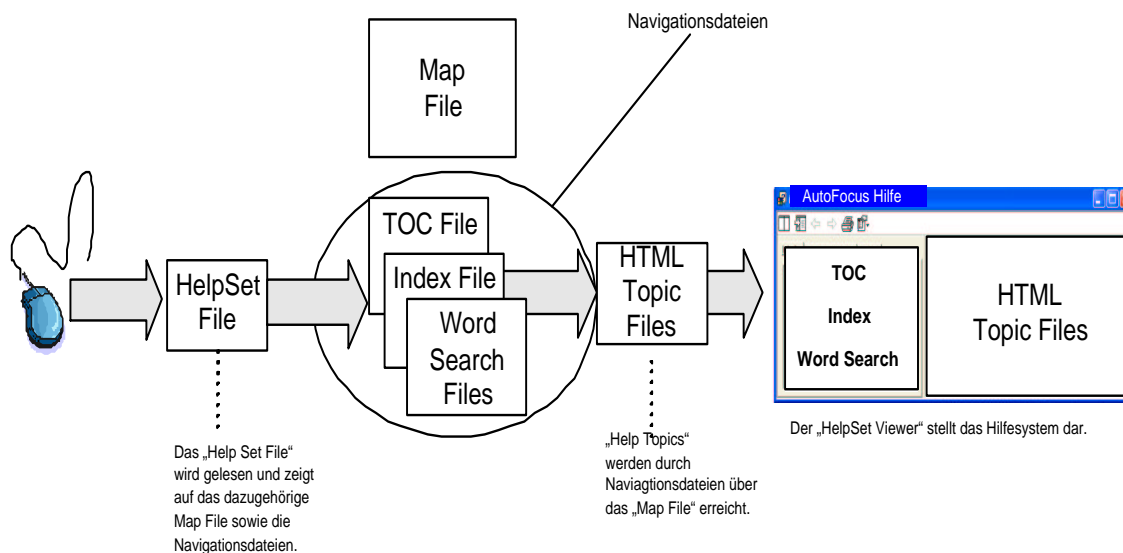 Navigationsdateien
Map
File
TOC File
Index File
Word
Search
Files
HelpSet
File
HTML
Topic
Files
AutoFocus Hilfe
TOC
Index
Word Search
HTML
Topic Files
Der „HelpSet Viewer“ stellt das Hilfesystem dar.
Das „Help Set File“
wird gelesen und zeigt
auf das dazugehörige
Map File sowie die
Navigationsdateien.
„Help Topics“
werden durch
Naviagtionsdateien über
das „Map File“ erreicht.